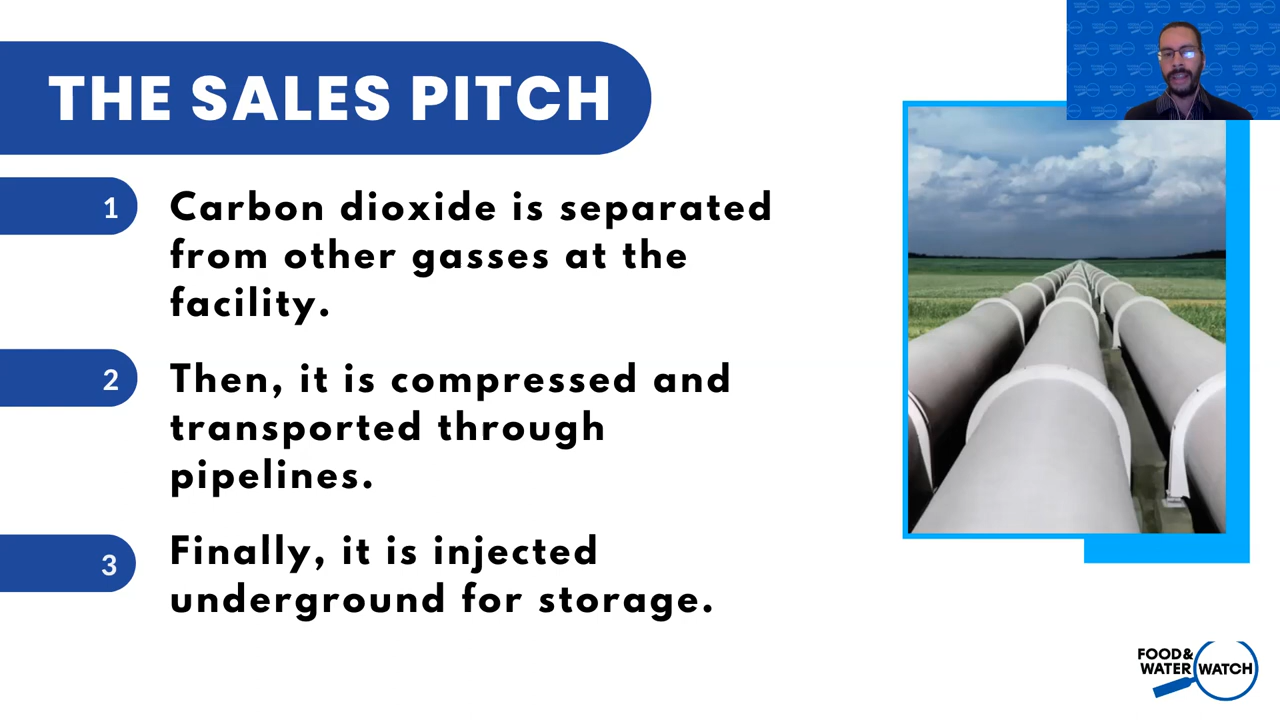 THE SALES PITCH
1
Carbon dioxide is separated
from other gasses at the
facility.
2
Then, it is compressed and
transported through
pipelines.
3
Finally, it is injected
underground for storage.
FOOD&
WATER WATCH